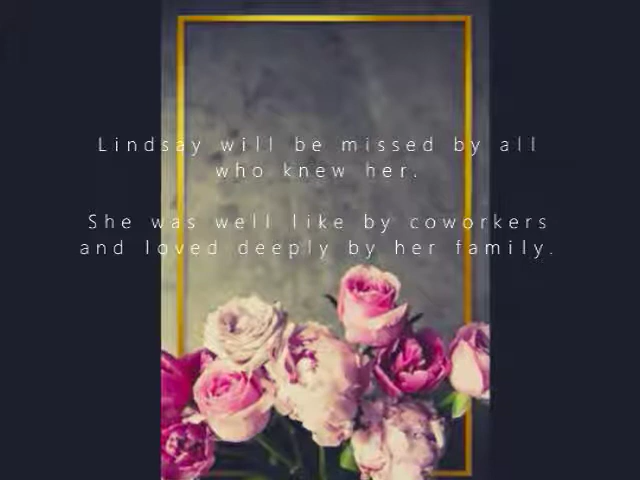 Lindsay will be missed by all
who knew her.
She was well like by coworkers
and loved deeply by her family.